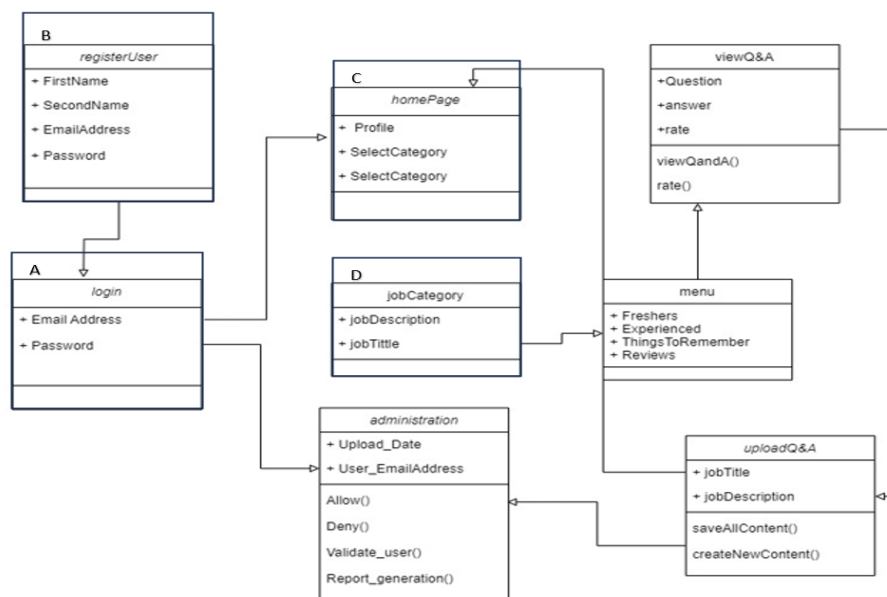 B
registerUser
+ FirstName
+ SecondName
+ EmailAddress
+ Password
A
login
+ Email Address
+ Password
C
homePage
+ Profile
+ SelectCategory
+ SelectCategory
D
jobCategory
+ jobDescription
+ jobTittle
administration
+ Upload_Date
+ User_EmailAddress
Allow()
Deny()
Validate_user()
Report_generation()
viewQ&A
+Question
+answer
+rate
viewQandA()
rate()
menu
+ Freshers
+ Experienced
+ ThingsToRemember
+ Reviews
uploadQ&A
+ jobTitle
+ jobDescription
saveAllContent()
createNewContent()